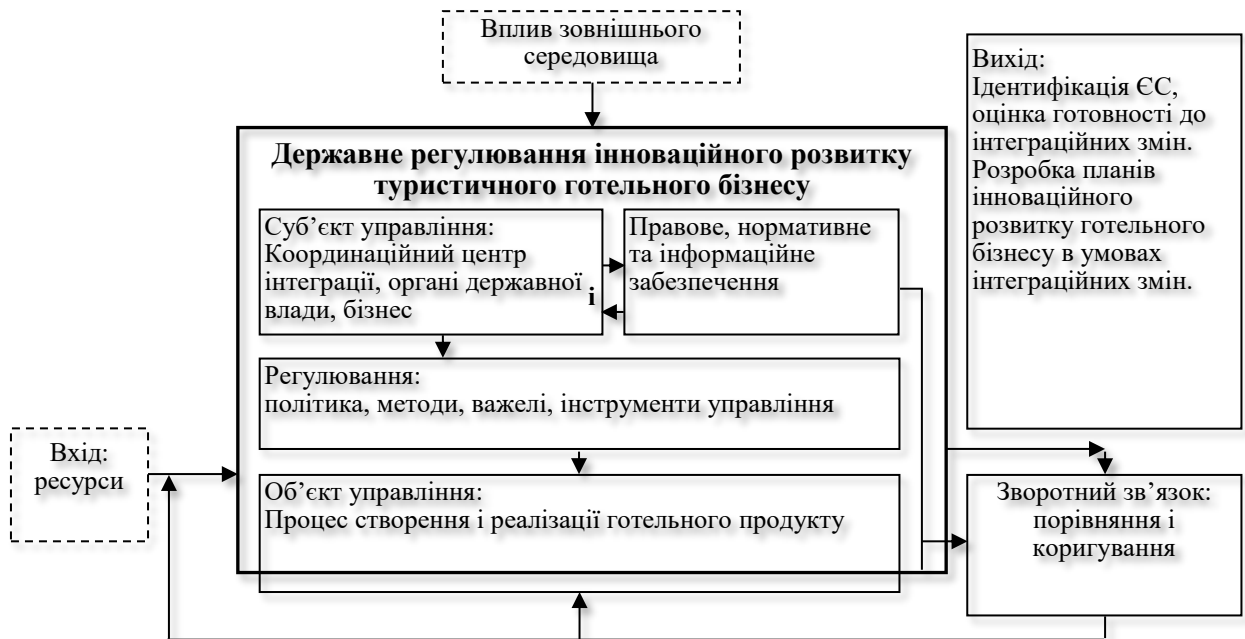 Вплив зовнішнього
середовища
Вихід:
Ідентифікація ЄС,
оцінка готовності до
інтеграційних змін.
Розробка планів
інноваційного
розвитку готельного
бізнесу в умовах
інтеграційних змін.
Державне регулювання інноваційного розвитку
туристичного готельного бізнесу
Суб’єкт управління:
Координаційний центр
інтеграції, органі державної
влади, бізнес
і
Правове, нормативне
та інформаційне
забезпечення
Регулювання:
політика, методи, важелі, інструменти управління
Вхід:
ресурси
Об’єкт управління:
Процес створення і реалізації готельного продукту
Зворотний зв’язок:
порівняння і
коригування